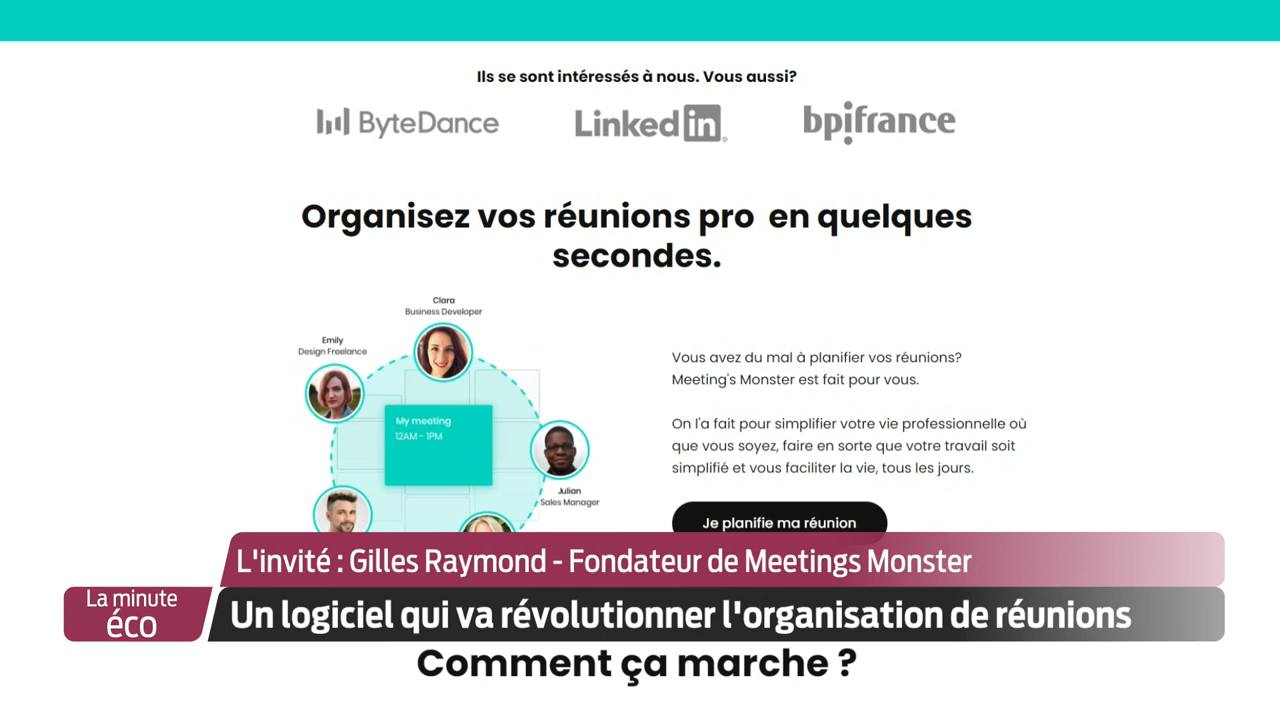 Ils se sont intéressés à nous. Vous aussi?
ByteDance
Linked in
bpifrance
Organisez vos réunions pro en quelques
secondes.
Clara
Business Developer
Emily
Design Freelance
My meeting
12AM - 1PM
Julian
Sales Manager
Vous avez du mal à planifier vos réunions?
Meeting's Monster est fait pour vous.
On l'a fait pour simplifier votre vie professionnelle où
que vous soyez, faire en sorte que votre travail soit
simplifié et vous faciliter la vie, tous les jours.
Je planifie ma réunion
L'invité : Gilles Raymond - Fondateur de Meetings Monster
La minute
éco
Un logiciel qui va révolutionner l'organisation de réunions
Comment ça marche ?